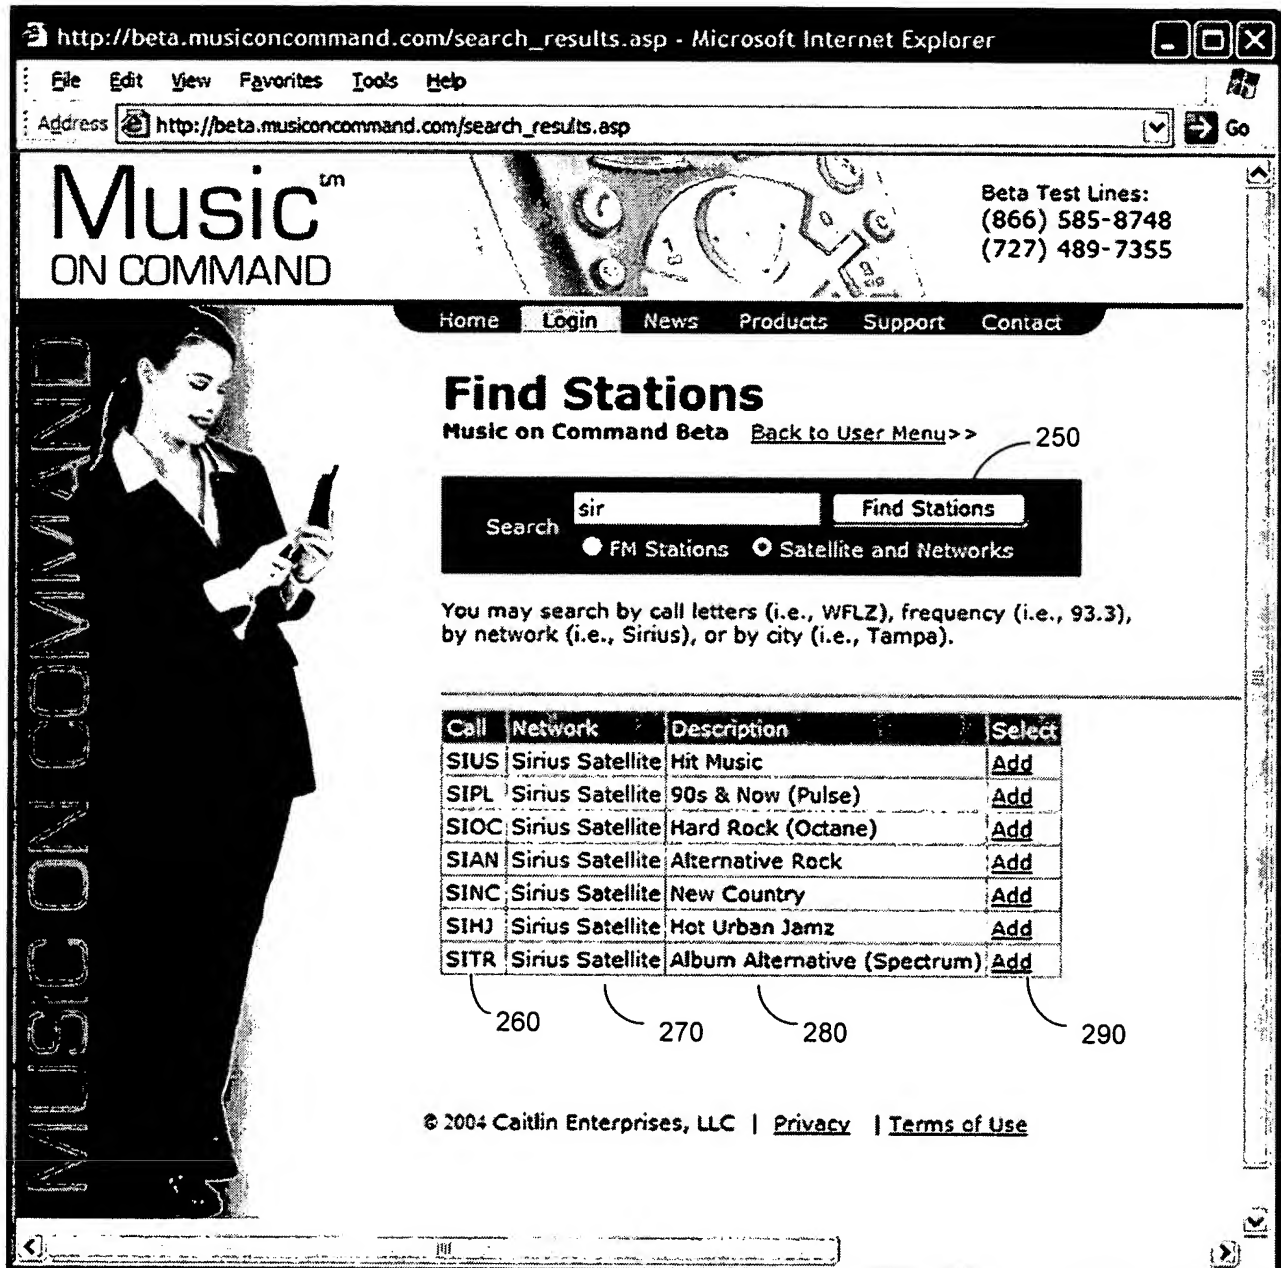 http://beta.musiconcommand.com/search_results.asp - Microsoft Internet Explorer
File Edit View Favorites Tools Help
Address http://beta.musiconcommand.com/search_results.asp Go
Music tm
ON COMMAND
Beta Test Lines:
(866) 585-8748
(727) 489-7355
Home Login News Products Support Contact
MUSIC ON COMMAND
Find Stations
Music on Command Beta Back to User Menu>>
250
Search sir Find Stations
FM Stations Satellite and Networks
You may search by call letters (i.e., WFLZ), frequency (i.e., 93.3),
by network (i.e., Sirius), or by city (i.e., Tampa).
Call Network Description Select
SIUS Sirius Satellite Hit Music Add
SIPL Sirius Satellite 90s & Now (Pulse) Add
SIOC Sirius Satellite Hard Rock (Octane) Add
SIAN Sirius Satellite Alternative Rock Add
SINC Sirius Satellite New Country Add
SIHJ Sirius Satellite Hot Urban Jamz Add
SITR Sirius Satellite Album Alternative (Spectrum) Add
260 270 280 290
© 2004 Caitlin Enterprises, LLC | Privacy | Terms of Use